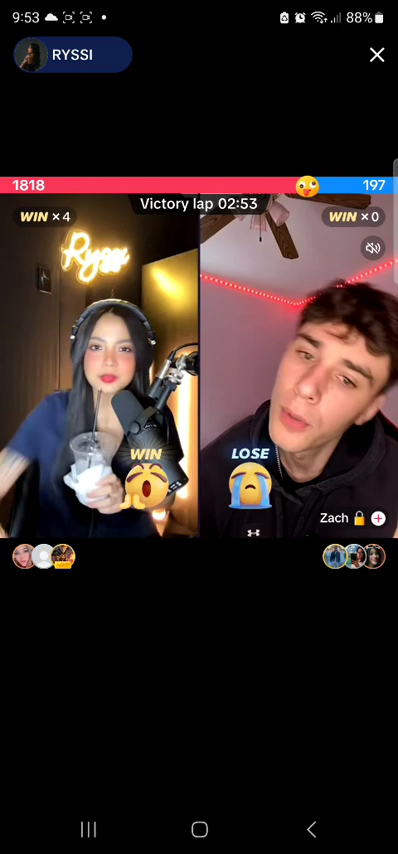 9:53 88%
RYSSI
1818 197
Victory lap 02:53
WIN ×4 WIN ×0
Ryssi
WIN LOSE
Zach